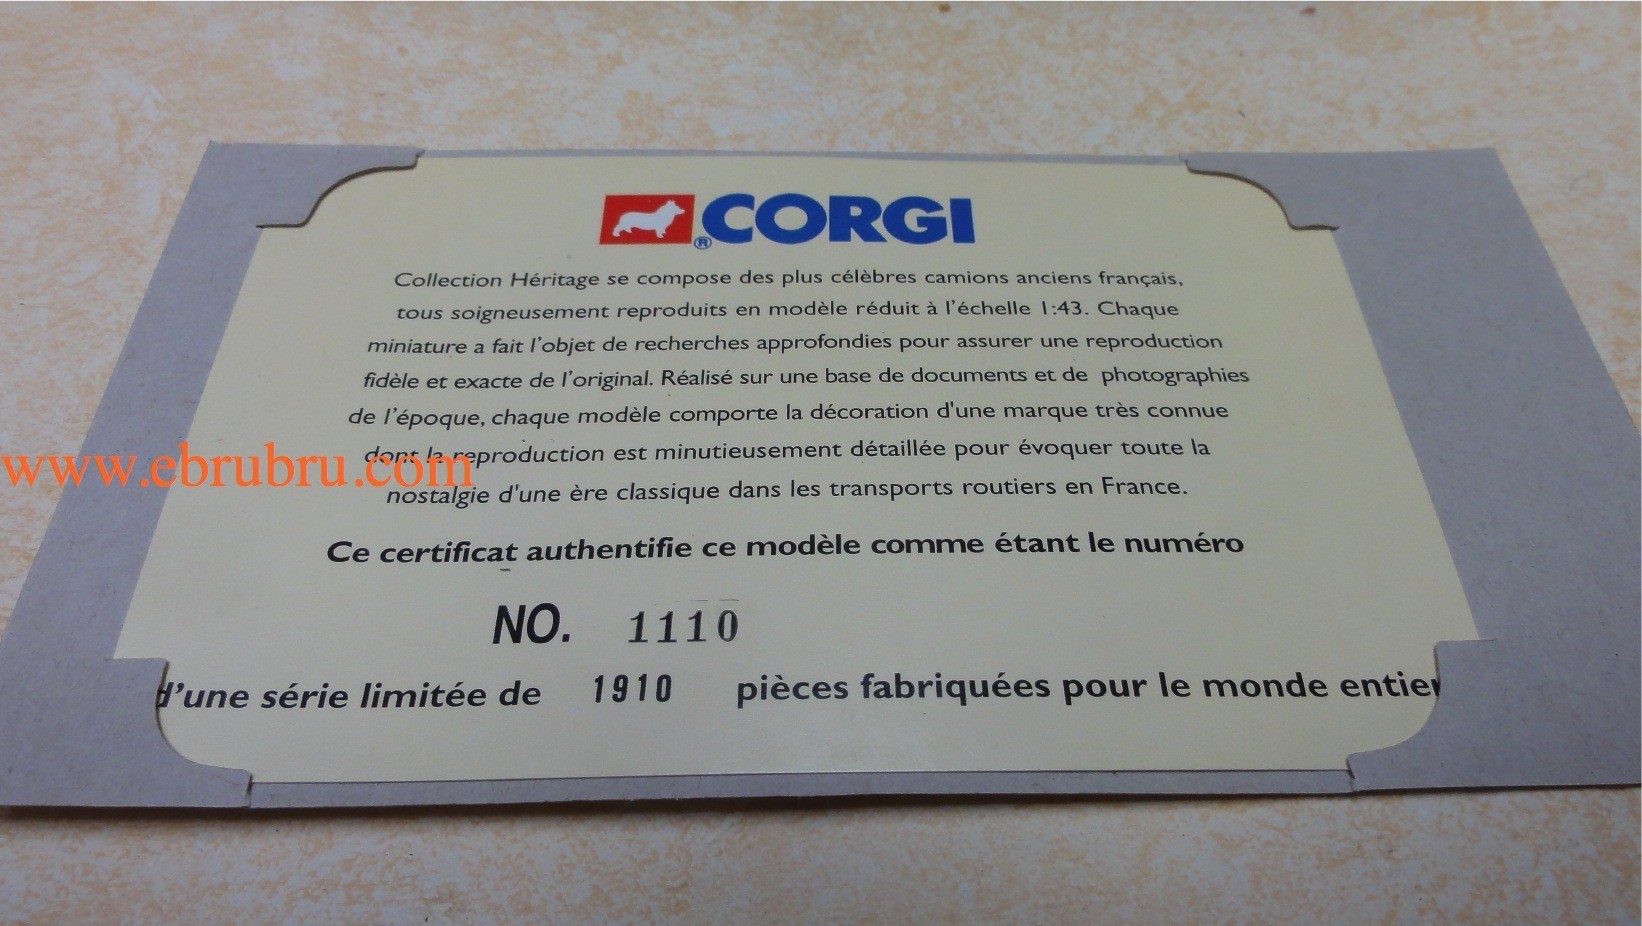 ® CORGI
Collection Héritage se compose des plus célèbres camions anciens français,
tous soigneusement reproduits en modèle réduit à l'échelle 1:43. Chaque
miniature a fait l'objet de recherches approfondies pour assurer une reproduction
fidèle et exacte de l'original. Réalisé sur une base de documents et de photographies
de l'époque, chaque modèle comporte la décoration d'une marque très connue
dont la reproduction est minutieusement détaillée pour évoquer toute la
www.ebrubru.com
nostalgie d'une ère classique dans les transports routiers en France.
Ce certificat authentifie ce modèle comme étant le numéro
NO. 1110
d'une série limitée de 1910 pièces fabriquées pour le monde entier